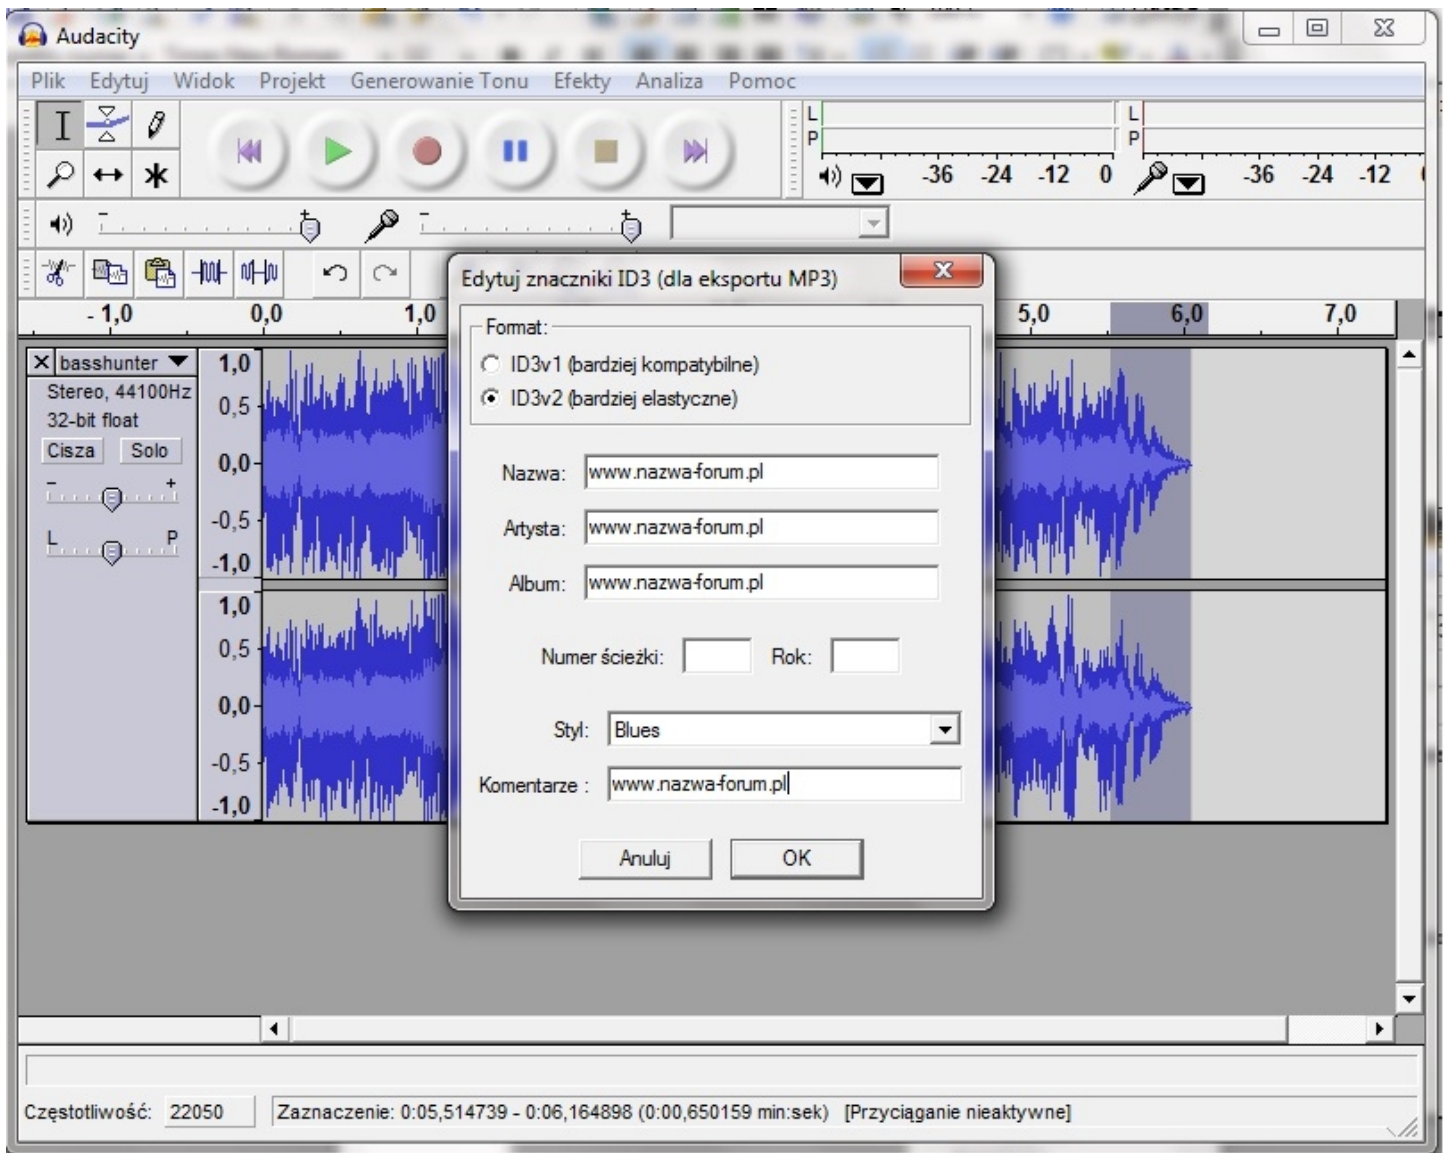 Audacity
Plik Edytuj Widok Projekt Generowanie Tonu Efekty Analiza Pomoc
L L
P P
-36 -24 -12 0 -36 -24 -12
- + - +
- 1,0 0,0 1,0 5,0 6,0 7,0
basshunter
Stereo, 44100Hz
32-bit float
Cisza Solo
- +
L P
1,0
0,5
0,0
-0,5
-1,0
1,0
0,5
0,0
-0,5
-1,0
Edytuj znaczniki ID3 (dla eksportu MP3)
Format:
ID3v1 (bardziej kompatybilne)
ID3v2 (bardziej elastyczne)
Nazwa: www.nazwa-forum.pl
Artysta: www.nazwa-forum.pl
Album: www.nazwa-forum.pl
Numer ścieżki: Rok:
Styl: Blues
Komentarze : www.nazwa-forum.pl
Anuluj OK
Częstotliwość: 22050 Zaznaczenie: 0:05,514739 - 0:06,164898 (0:00,650159 min:sek) [Przyciąganie nieaktywne]